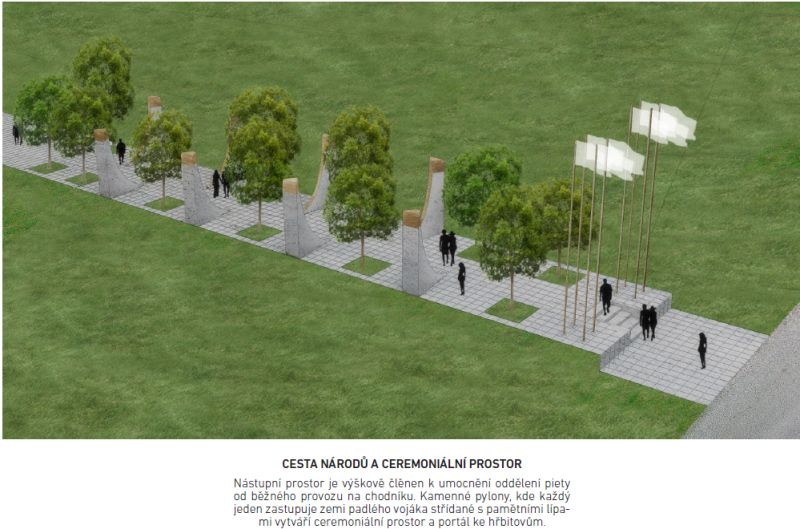 CESTA NÁRODŮ A CEREMONIÁLNÍ PROSTOR
Nástupní prostor je výškově členěn k umocnění oddělení piety
od běžného provozu na chodníku. Kamenné pylony, kde každý
jeden zastupuje zemi padlého vojáka střídané s pamětními lípa-
mi vytváří ceremoniální prostor a portál ke hřbitovům.